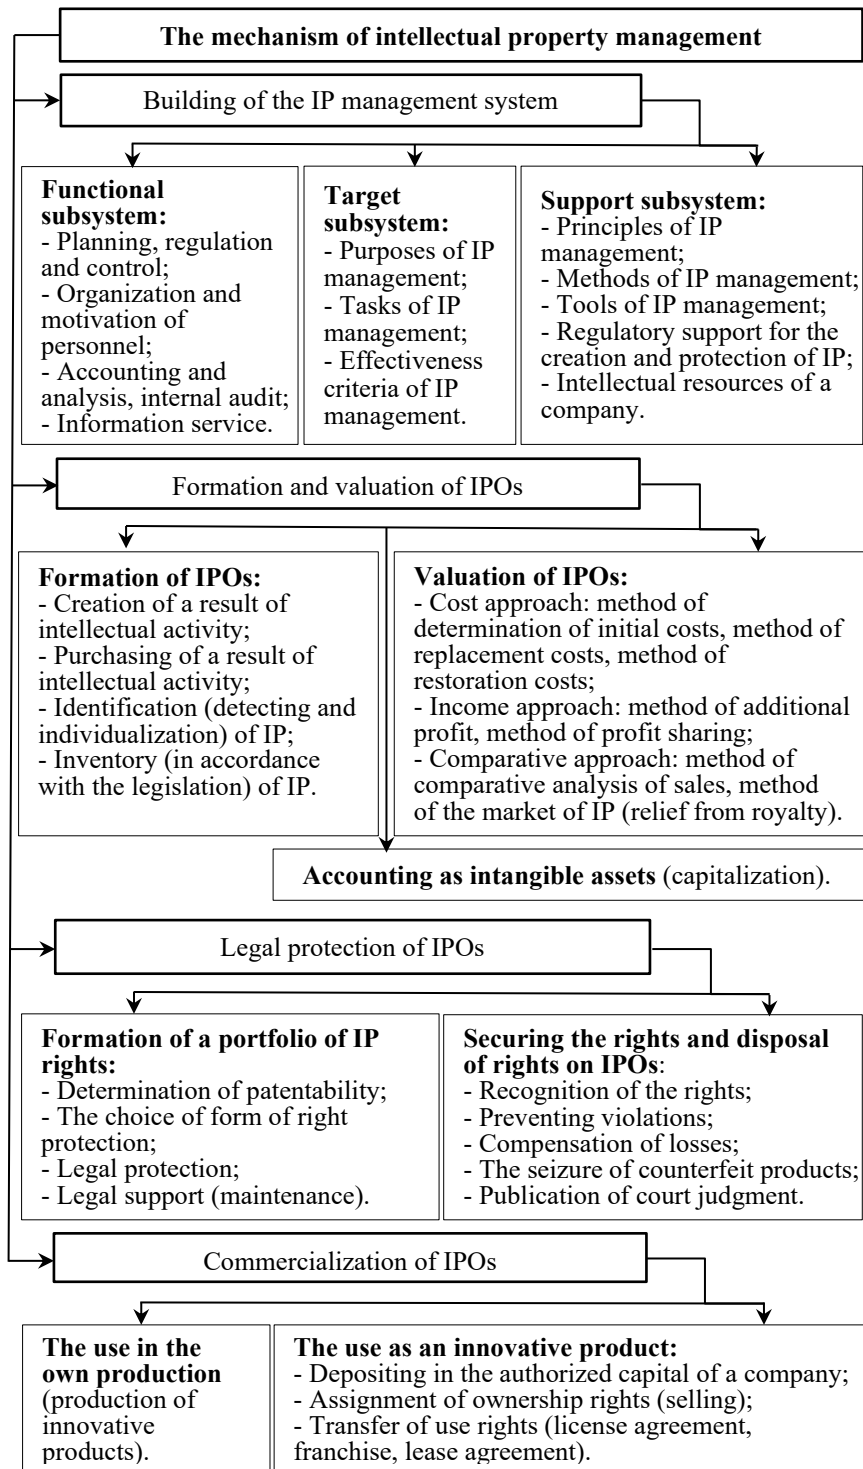 The mechanism of intellectual property management
Building of the IP management system
Functional
subsystem:
- Planning, regulation
and control;
- Organization and
motivation of
personnel;
- Accounting and
analysis, internal audit;
- Information service.
Target
subsystem:
- Purposes of IP
management;
- Tasks of IP
management;
- Effectiveness
criteria of IP
management.
Support subsystem:
- Principles of IP
management;
- Methods of IP management;
- Tools of IP management;
- Regulatory support for the
creation and protection of IP;
- Intellectual resources of a
company.
Formation and valuation of IPOs
Formation of IPOs:
- Creation of a result of
intellectual activity;
- Purchasing of a result of
intellectual activity;
- Identification (detecting and
individualization) of IP;
- Inventory (in accordance
with the legislation) of IP.
Valuation of IPOs:
- Cost approach: method of
determination of initial costs, method of
replacement costs, method of
restoration costs;
- Income approach: method of additional
profit, method of profit sharing;
- Comparative approach: method of
comparative analysis of sales, method
of the market of IP (relief from royalty).
Accounting as intangible assets (capitalization).
Legal protection of IPOs
Formation of a portfolio of IP
rights:
- Determination of patentability;
- The choice of form of right
protection;
- Legal protection;
- Legal support (maintenance).
Securing the rights and disposal
of rights on IPOs:
- Recognition of the rights;
- Preventing violations;
- Compensation of losses;
- The seizure of counterfeit products;
- Publication of court judgment.
Commercialization of IPOs
The use in the
own production
(production of
innovative
products).
The use as an innovative product:
- Depositing in the authorized capital of a company;
- Assignment of ownership rights (selling);
- Transfer of use rights (license agreement,
franchise, lease agreement).